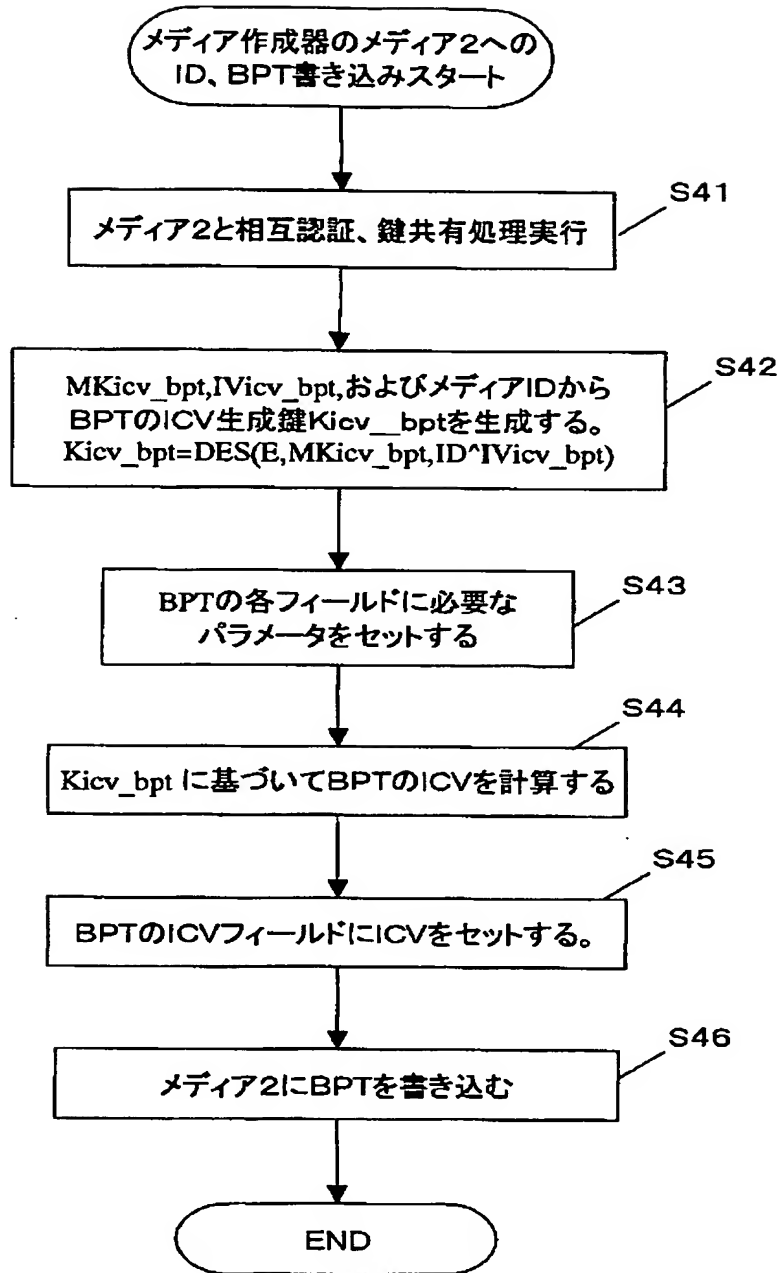 メディア作成器のメディア2への
ID、BPT書き込みスタート
S41
メディア2と相互認証、鍵共有処理実行
S42
MKicv_bpt,IVicv_bpt,およびメディアIDから
BPTのICV生成鍵Kicv__bptを生成する。
Kicv_bpt=DES(E,MKicv_bpt,ID^IVicv_bpt)
S43
BPTの各フィールドに必要な
パラメータをセットする
S44
Kicv_bpt に基づいてBPTのICVを計算する
S45
BPTのICVフィールドにICVをセットする。
S46
メディア2にBPTを書き込む
END